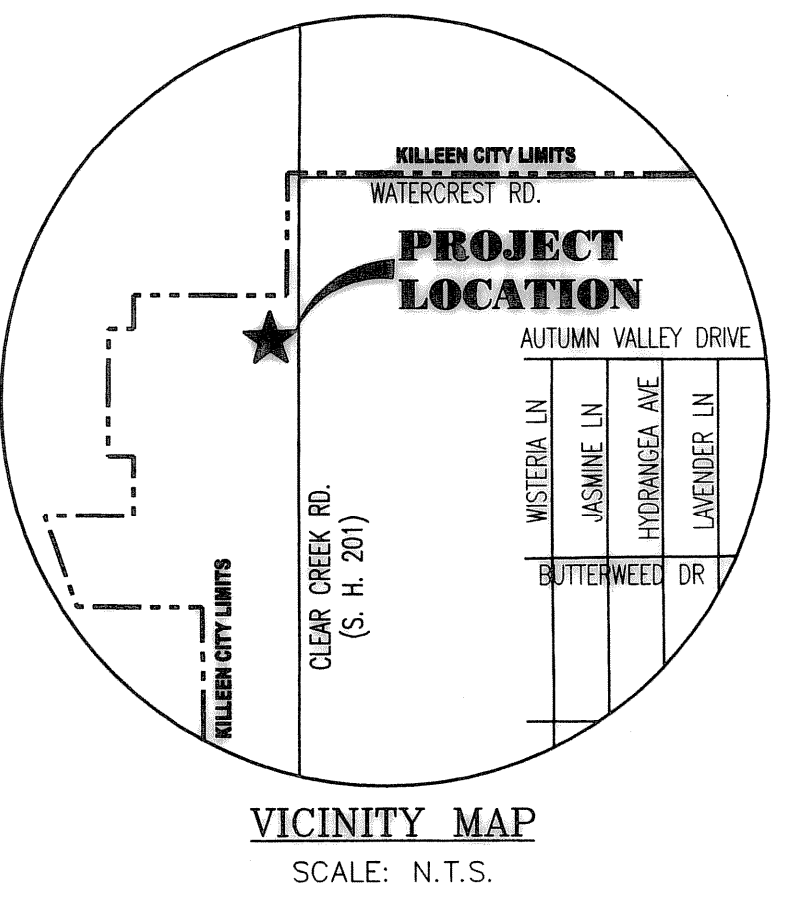 KILLEEN CITY LIMITS
WATERCREST RD.
PROJECT
LOCATION
AUTUMN VALLEY DRIVE
WISTERIA LN
JASMINE LN
HYDRANGEA AVE
LAVENDER LN
CLEAR CREEK RD.
(S. H. 201)
BUTTERWEED DR
KILLEEN CITY LIMITS
VICINITY MAP
SCALE: N.T.S.